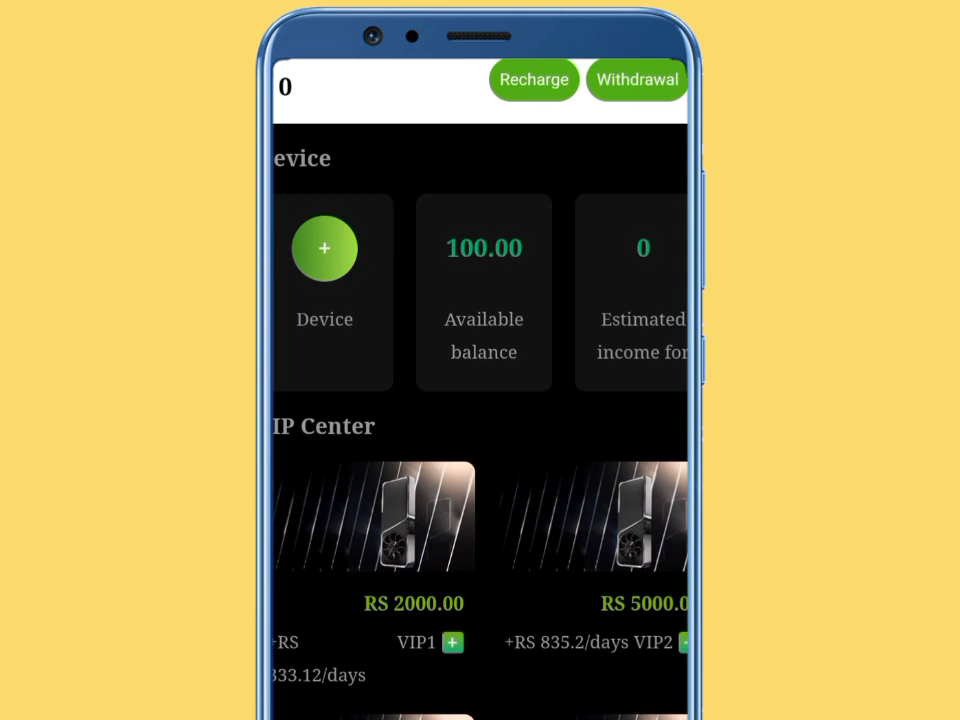 0
Recharge
Withdrawal
evice
+
100.00
0
Device
Available
balance
Estimated
income for
IP Center
RS 2000.00
RS 5000.0
+RS
VIP1 +
+RS 835.2/days VIP2
333.12/days